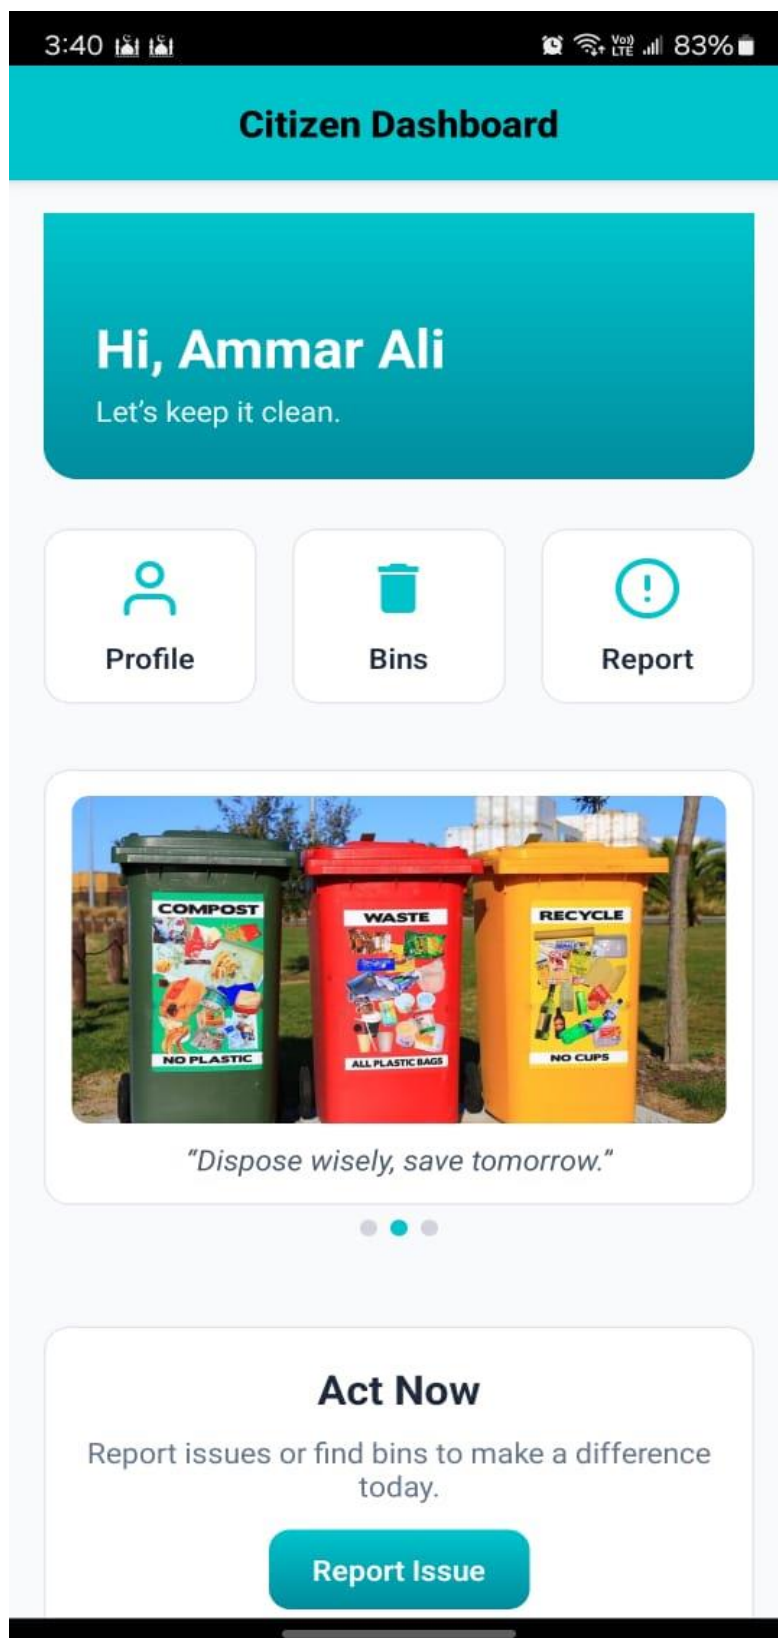 3:40
Vo))
LTE
83%
Citizen Dashboard
Hi, Ammar Ali
Let’s keep it clean.
Profile
Bins
Report
COMPOST
WASTE
RECYCLE
NO PLASTIC
ALL PLASTIC BAGS
NO CUPS
“Dispose wisely, save tomorrow.”
Act Now
Report issues or find bins to make a difference
today.
Report Issue